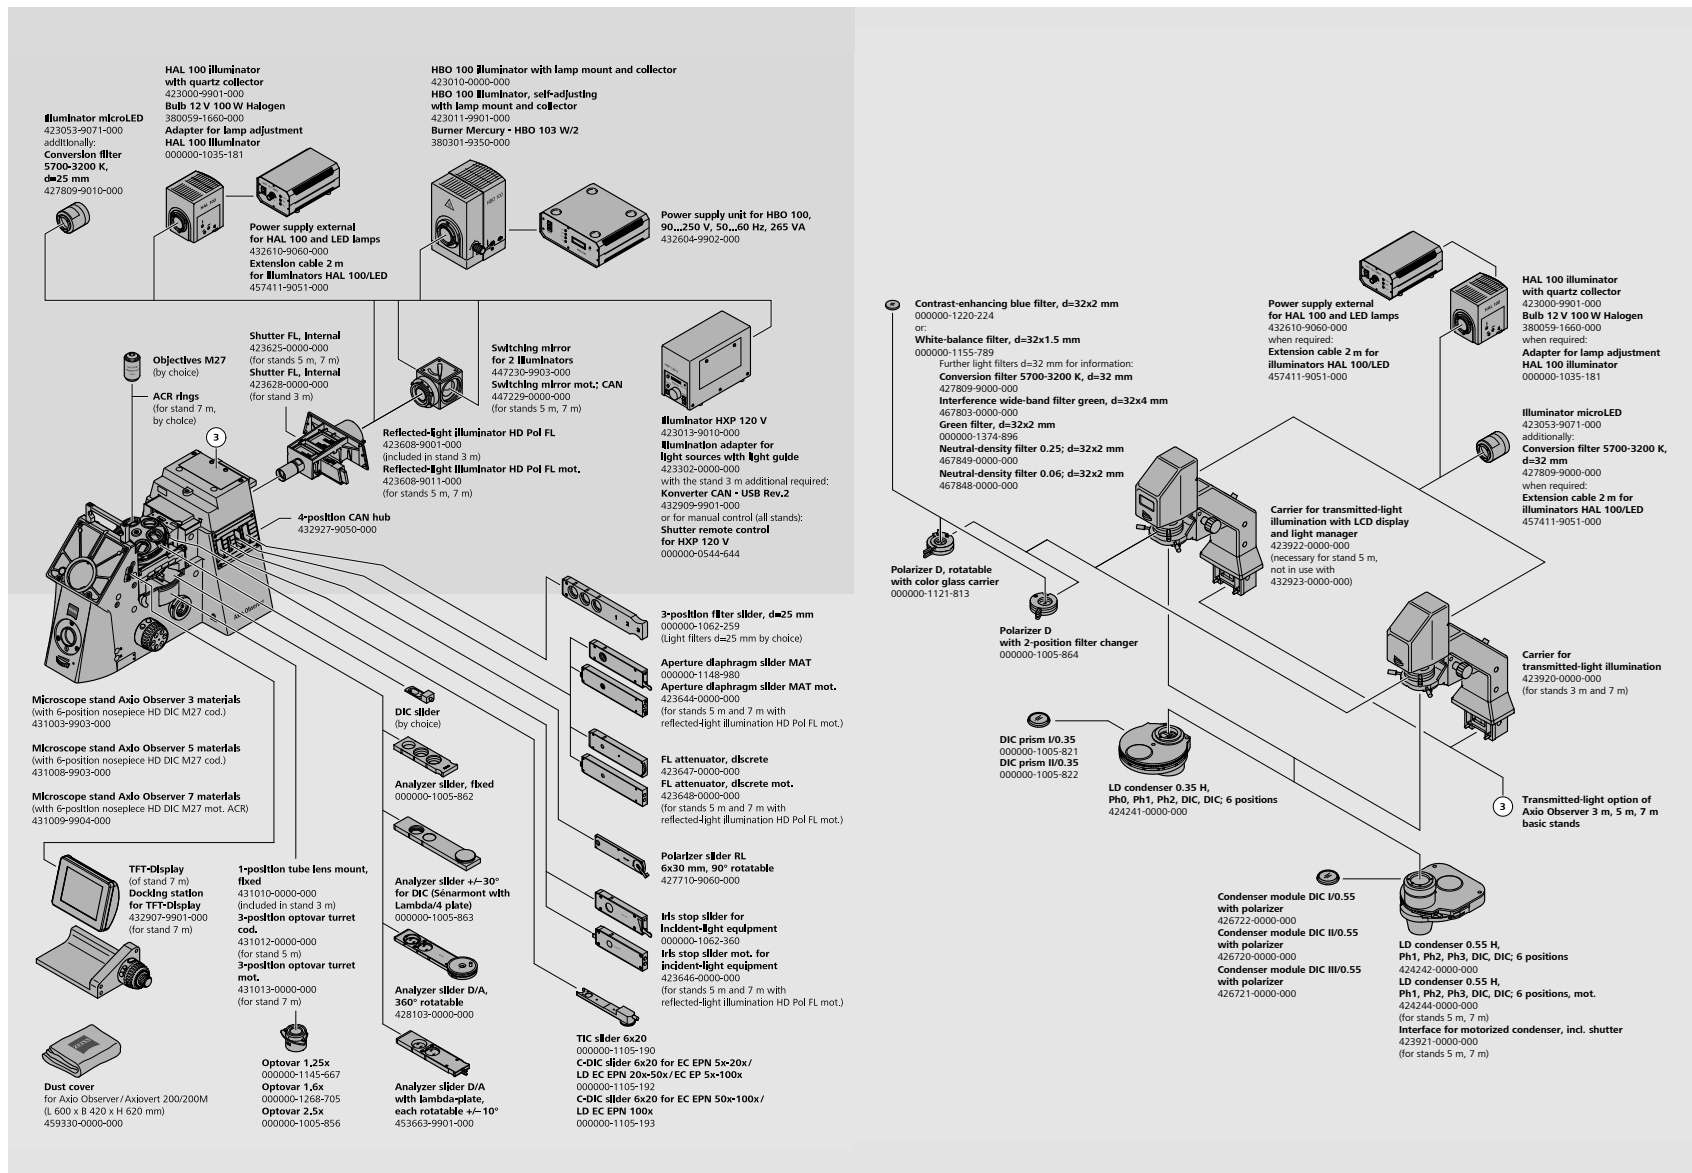 HAL 100 illuminator
with quartz collector
423000-9901-000
Bulb 12 V 100 W Halogen
380059-1660-000
Adapter for lamp adjustment
HAL 100 illuminator
000000-1035-181
Illuminator microLED
423053-9071-000
additionally:
Conversion filter
5700-3200 K,
d=25 mm
427809-9010-000
HBO 100 illuminator with lamp mount and collector
423010-0000-000
HBO 100 illuminator, self-adjusting
with lamp mount and collector
423011-9901-000
Burner Mercury - HBO 103 W/2
380301-9350-000
HAL 100
HBO 100
Power supply external
for HAL 100 and LED lamps
432610-9060-000
Extension cable 2 m
for illuminators HAL 100/LED
457411-9051-000
Power supply unit for HBO 100,
90...250 V, 50...60 Hz, 265 VA
432604-9902-000
Objectives M27
(by choice)
ACR rings
(for stand 7 m,
by choice)
3
Shutter FL, internal
423625-0000-000
(for stands 5 m, 7 m)
Shutter FL, internal
423628-0000-000
(for stand 3 m)
Switching mirror
for 2 illuminators
447230-9903-000
Switching mirror mot.; CAN
447229-0000-000
(for stands 5 m, 7 m)
Reflected-light illuminator HD Pol FL
423608-9001-000
(included in stand 3 m)
Reflected-light illuminator HD Pol FL mot.
423608-9011-000
(for stands 5 m, 7 m)
Illuminator HXP 120 V
423013-9010-000
Illumination adapter for
light sources with light guide
423302-0000-000
with the stand 3 m additional required:
Konverter CAN - USB Rev.2
432909-9901-000
or for manual control (all stands):
Shutter remote control
for HXP 120 V
000000-0544-644
4-position CAN hub
432927-9050-000
Axio Observer
Microscope stand Axio Observer 3 materials
(with 6-position nosepiece HD DIC M27 cod.)
431003-9903-000
Microscope stand Axio Observer 5 materials
(with 6-position nosepiece HD DIC M27 cod.)
431008-9903-000
Microscope stand Axio Observer 7 materials
(with 6-position nosepiece HD DIC M27 mot. ACR)
431009-9904-000
TFT-Display
(of stand 7 m)
Docking station
for TFT-Display
432907-9901-000
(for stand 7 m)
ZEISS
Dust cover
for Axio Observer/Axiovert 200/200M
(L 600 x B 420 x H 620 mm)
459330-0000-000
1-position tube lens mount,
fixed
431010-0000-000
(included in stand 3 m)
3-position optovar turret
cod.
431012-0000-000
(for stand 5 m)
3-position optovar turret
mot.
431013-0000-000
(for stand 7 m)
Optovar 1.25x
000000-1145-667
Optovar 1.6x
000000-1268-705
Optovar 2.5x
000000-1005-856
DIC slider
(by choice)
Analyzer slider, fixed
000000-1005-862
Analyzer slider +/-30°
for DIC (Sénarmont with
Lambda/4 plate)
000000-1005-863
Analyzer slider D/A,
360° rotatable
428103-0000-000
Analyzer slider D/A
with lambda-plate,
each rotatable +/-10°
453663-9901-000
1 2 3
3-position filter slider, d=25 mm
000000-1062-259
(Light filters d=25 mm by choice)
Aperture diaphragm slider MAT
000000-1148-980
Aperture diaphragm slider MAT mot.
423644-0000-000
(for stands 5 m and 7 m with
reflected-light illumination HD Pol FL mot.)
FL attenuator, discrete
423647-0000-000
FL attenuator, discrete mot.
423648-0000-000
(for stands 5 m and 7 m with
reflected-light illumination HD Pol FL mot.)
Polarizer slider RL
6x30 mm, 90° rotatable
427710-9060-000
Iris stop slider for
incident-light equipment
000000-1062-360
Iris stop slider mot. for
incident-light equipment
423646-0000-000
(for stands 5 m and 7 m with
reflected-light illumination HD Pol FL mot.)
TIC slider 6x20
000000-1105-190
C-DIC slider 6x20 for EC EPN 5x-20x/
LD EC EPN 20x-50x/EC EP 5x-100x
000000-1105-192
C-DIC slider 6x20 for EC EPN 50x-100x/
LD EC EPN 100x
000000-1105-193
Contrast-enhancing blue filter, d=32x2 mm
000000-1220-224
or:
White-balance filter, d=32x1.5 mm
000000-1155-789
Further light filters d=32 mm for information:
Conversion filter 5700-3200 K, d=32 mm
427809-9000-000
Interference wide-band filter green, d=32x4 mm
467803-0000-000
Green filter, d=32x2 mm
000000-1374-896
Neutral-density filter 0.25; d=32x2 mm
467849-0000-000
Neutral-density filter 0.06; d=32x2 mm
467848-0000-000
Power supply external
for HAL 100 and LED lamps
432610-9060-000
when required:
Extension cable 2 m for
illuminators HAL 100/LED
457411-9051-000
HAL 100
HAL 100 illuminator
with quartz collector
423000-9901-000
Bulb 12 V 100 W Halogen
380059-1660-000
when required:
Adapter for lamp adjustment
HAL 100 illuminator
000000-1035-181
Illuminator microLED
423053-9071-000
additionally:
Conversion filter 5700-3200 K,
d=32 mm
427809-9000-000
when required:
Extension cable 2 m for
illuminators HAL 100/LED
457411-9051-000
Polarizer D, rotatable
with color glass carrier
000000-1121-813
Polarizer D
with 2-position filter changer
000000-1005-864
Carrier for transmitted-light
illumination with LCD display
and light manager
423922-0000-000
(necessary for stand 5 m,
not in use with
432923-0000-000)
Carrier for
transmitted-light illumination
423920-0000-000
(for stands 3 m and 7 m)
DIC prism I/0.35
000000-1005-821
DIC prism II/0.35
000000-1005-822
LD condenser 0.35 H,
Ph0, Ph1, Ph2, DIC, DIC; 6 positions
424241-0000-000
3
Transmitted-light option of
Axio Observer 3 m, 5 m, 7 m
basic stands
Condenser module DIC I/0.55
with polarizer
426722-0000-000
Condenser module DIC II/0.55
with polarizer
426720-0000-000
Condenser module DIC III/0.55
with polarizer
426721-0000-000
LD condenser 0.55 H,
Ph1, Ph2, Ph3, DIC, DIC; 6 positions
424242-0000-000
LD condenser 0.55 H,
Ph1, Ph2, Ph3, DIC, DIC; 6 positions, mot.
424244-0000-000
(for stands 5 m, 7 m)
Interface for motorized condenser, incl. shutter
423921-0000-000
(for stands 5 m, 7 m)